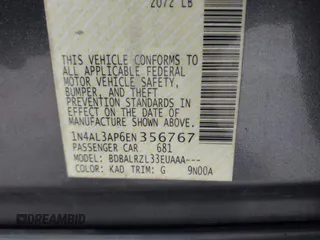 2072 LB
THIS VEHICLE CONFORMS TO
ALL APPLICABLE FEDERAL
MOTOR VEHICLE SAFETY,
BUMPER, AND THEFT
PREVENTION STANDARDS
IN EFFECT ON THE DATE OF
MANUFACTURE SHOWN ABOVE.
1N4AL3AP6EN356767
PASSENGER CAR 681
MODEL: BDBALRZL33EUAAA---
COLOR: KAD TRIM: G 9N00A
DREAMBID